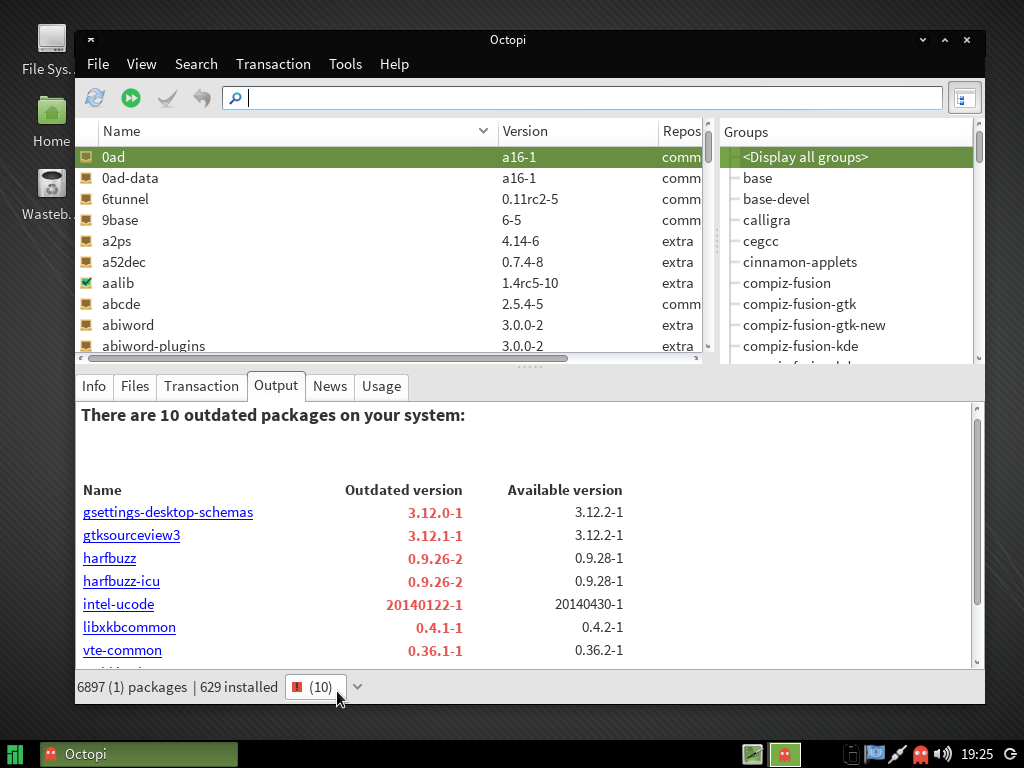 Octopi
File Sys..
Home
Wasteb..
File View Search Transaction Tools Help
Name Version Repos
0ad a16-1 comm
0ad-data a16-1 comm
6tunnel 0.11rc2-5 comm
9base 6-5 comm
a2ps 4.14-6 extra
a52dec 0.7.4-8 extra
aalib 1.4rc5-10 extra
abcde 2.5.4-5 comm
abiword 3.0.0-2 extra
abiword-plugins 3.0.0-2 extra
Groups
<Display all groups>
base
base-devel
calligra
cegcc
cinnamon-applets
compiz-fusion
compiz-fusion-gtk
compiz-fusion-gtk-new
compiz-fusion-kde
Info Files Transaction Output News Usage
There are 10 outdated packages on your system:
Name Outdated version Available version
gsettings-desktop-schemas 3.12.0-1 3.12.2-1
gtksourceview3 3.12.1-1 3.12.2-1
harfbuzz 0.9.26-2 0.9.28-1
harfbuzz-icu 0.9.26-2 0.9.28-1
intel-ucode 20140122-1 20140430-1
libxkbcommon 0.4.1-1 0.4.2-1
vte-common 0.36.1-1 0.36.2-1
6897 (1) packages | 629 installed (10)
Octopi 19:25